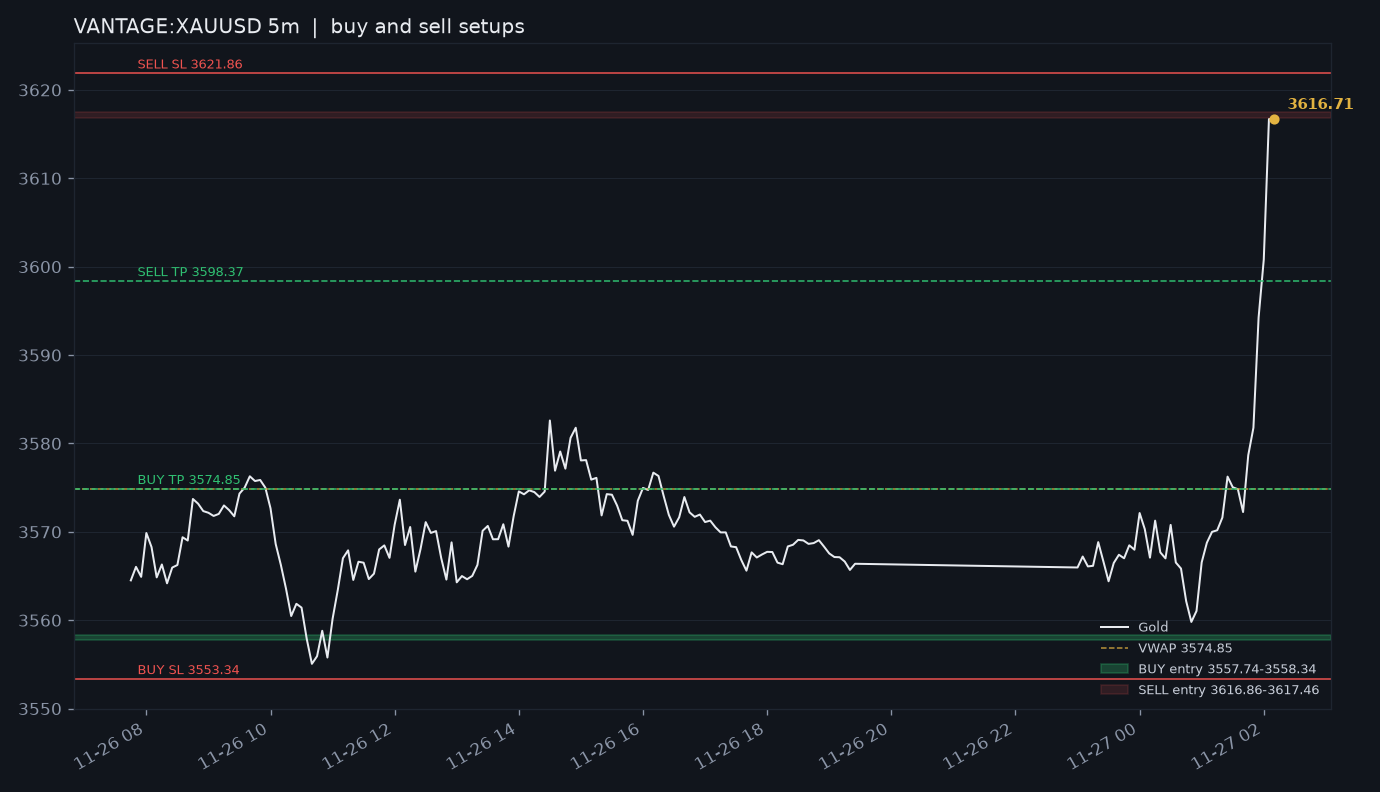 VANTAGE:XAUUSD 5m | buy and sell setups
SELL SL 3621.86
3620
3616.71
3610
SELL TP 3598.37
3600
3590
3580
BUY TP 3574.85
3570
3560
BUY SL 3553.34
3550
Gold
VWAP 3574.85
BUY entry 3557.74-3558.34
SELL entry 3616.86-3617.46
11-26 08
11-26 10
11-26 12
11-26 14
11-26 16
11-26 18
11-26 20
11-26 22
11-27 00
11-27 02